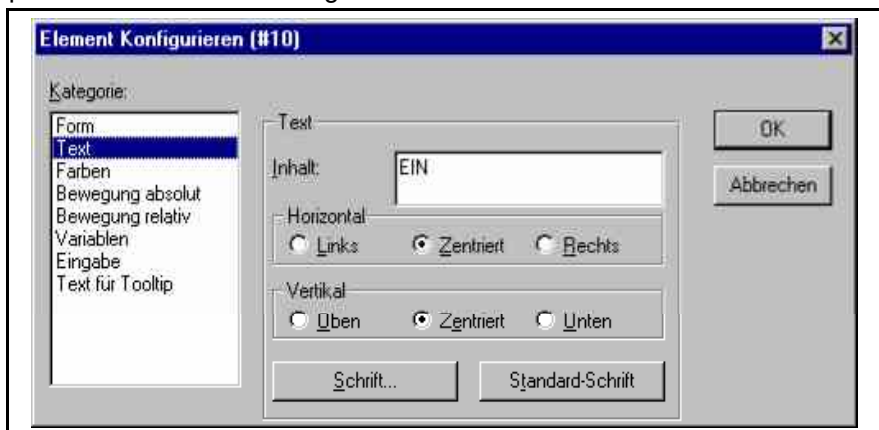 Element Konfigurieren (#10)
Kategorie:
Form
Text
Farben
Bewegung absolut
Bewegung relativ
Variablen
Eingabe
Text für Tooltip
Text
Inhalt:
EIN
Horizontal
Links Zentriert Rechts
Vertikal
Oben Zentriert Unten
Schrift... Standard-Schrift
OK
Abbrechen